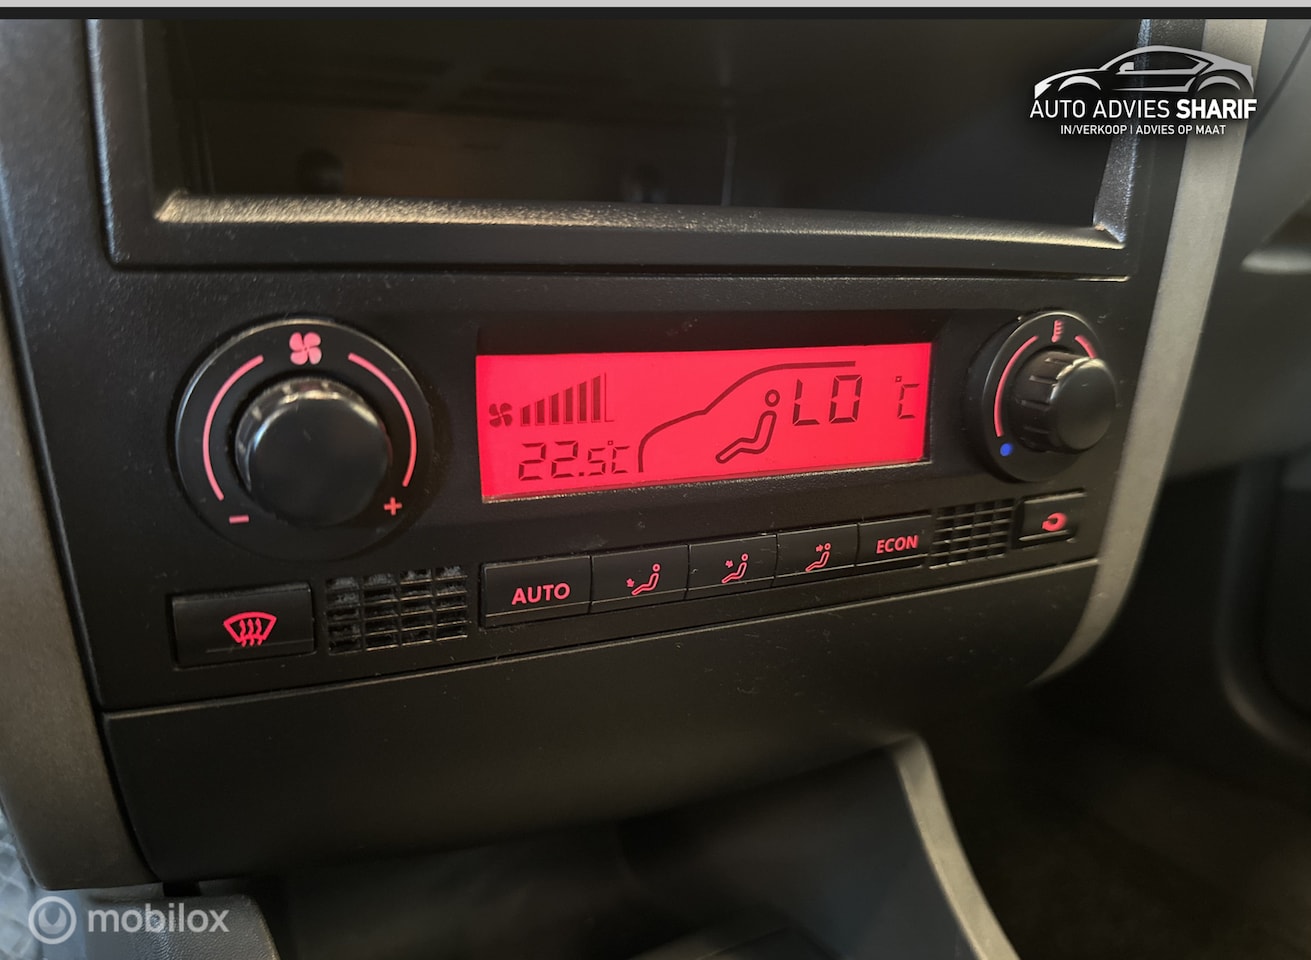 AUTO ADVIES SHARIF
IN/VERKOOP | ADVIES OP MAAT
LO °C
22.5°C
- +
AUTO
ECON
mobilox